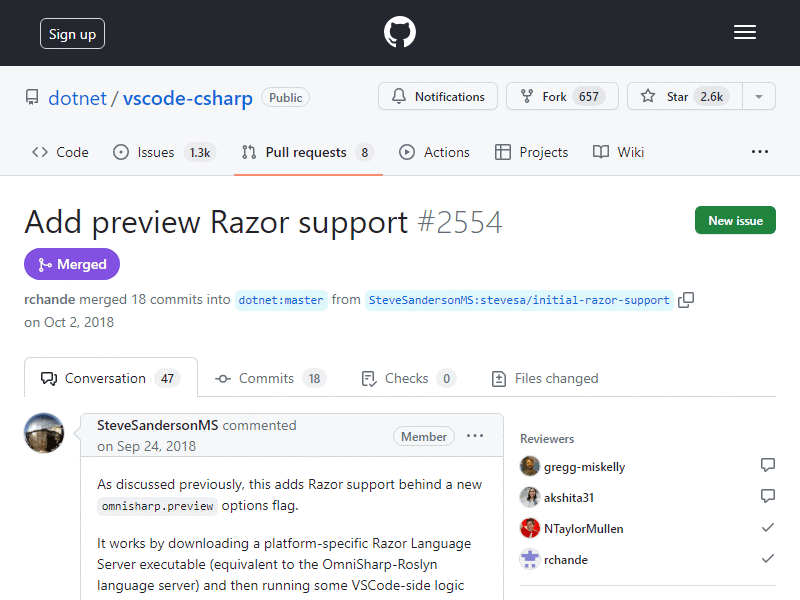 Sign up
dotnet / vscode-csharp Public
Notifications Fork 657 Star 2.6k
Code Issues 1.3k Pull requests 8 Actions Projects Wiki
Add preview Razor support #2554
New issue
Merged
rchande merged 18 commits into dotnet:master from SteveSandersonMS:stevesa/initial-razor-support
on Oct 2, 2018
Conversation 47 Commits 18 Checks 0 Files changed
SteveSandersonMS commented
on Sep 24, 2018
Member
As discussed previously, this adds Razor support behind a new
omnisharp.preview options flag.
It works by downloading a platform-specific Razor Language
Server executable (equivalent to the OmniSharp-Roslyn
language server) and then running some VSCode-side logic
Reviewers
gregg-miskelly
akshita31
NTaylorMullen
rchande